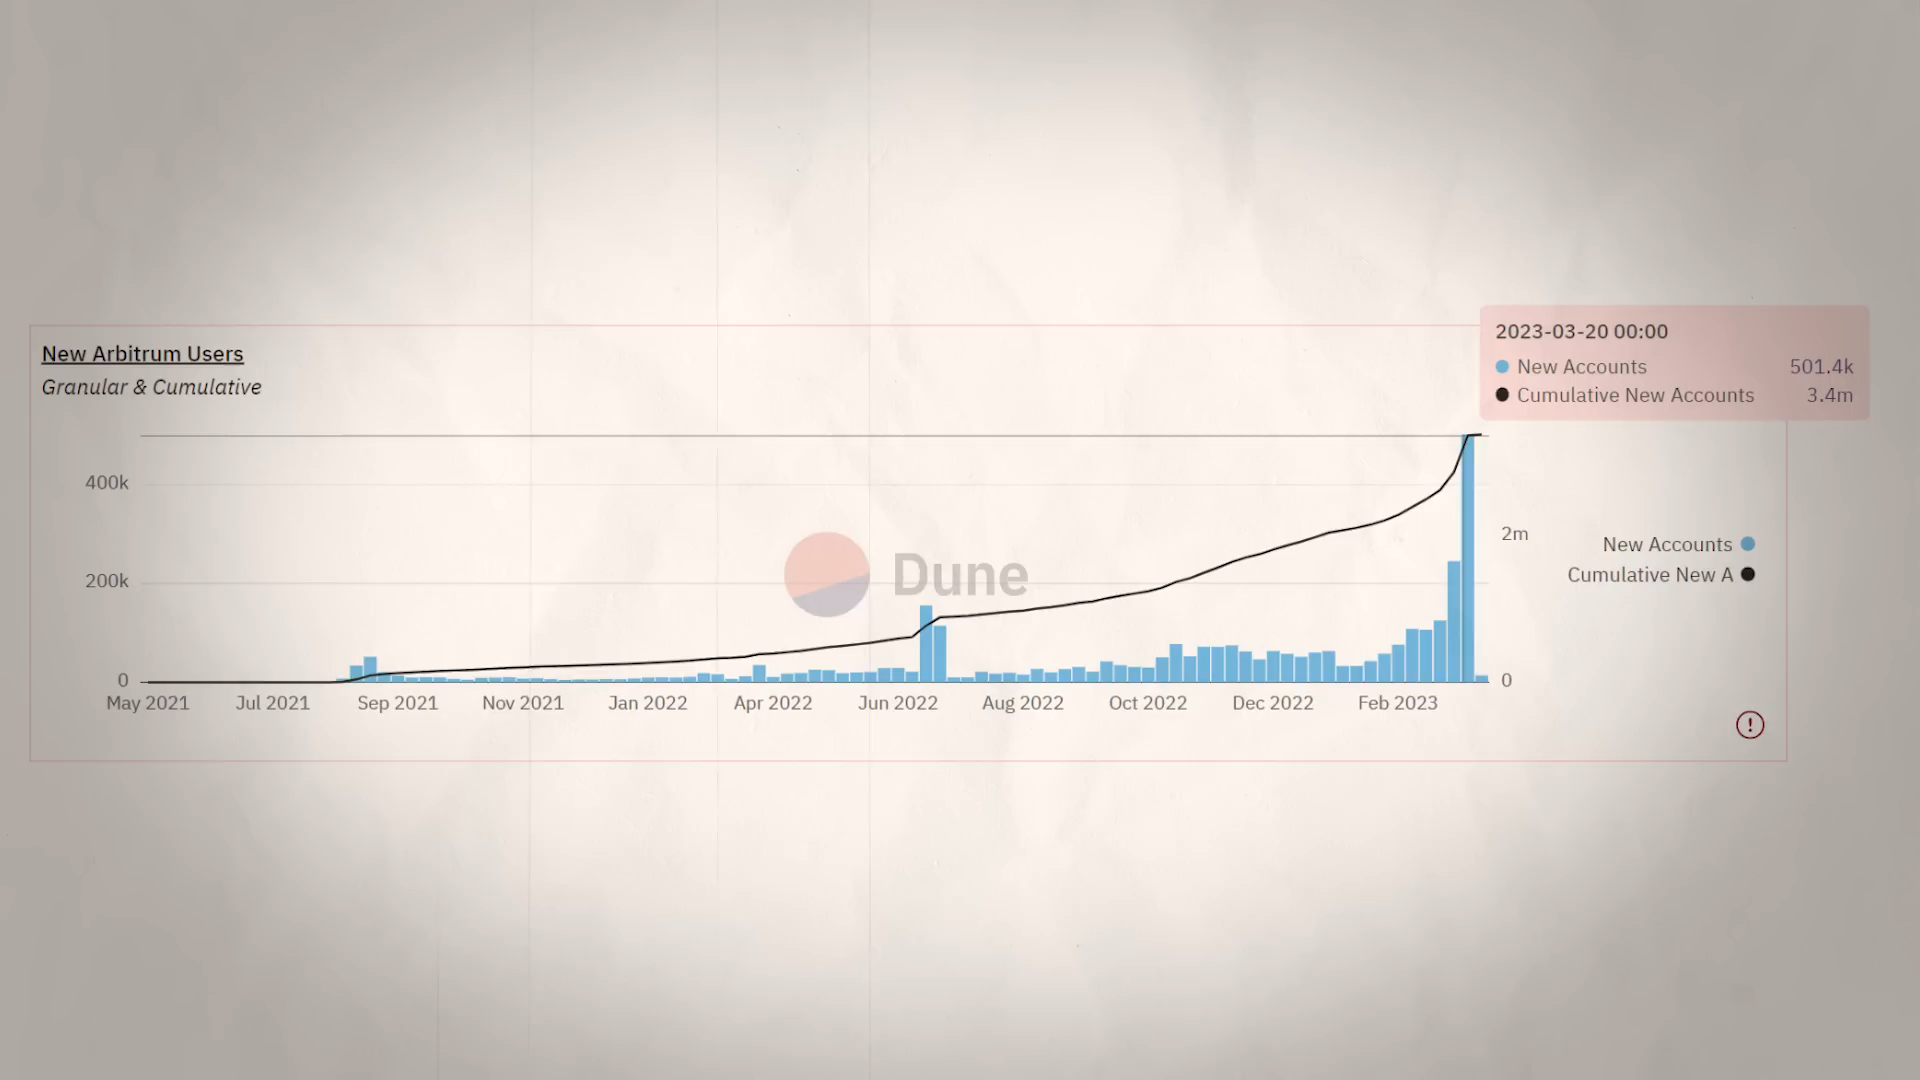 2023-03-20 00:00
New Accounts 501.4k
Cumulative New Accounts 3.4m
New Arbitrum Users
Granular & Cumulative
400k
200k
0
2m
0
New Accounts
Cumulative New A
Dune
May 2021 Jul 2021 Sep 2021 Nov 2021 Jan 2022 Apr 2022 Jun 2022 Aug 2022 Oct 2022 Dec 2022 Feb 2023
!